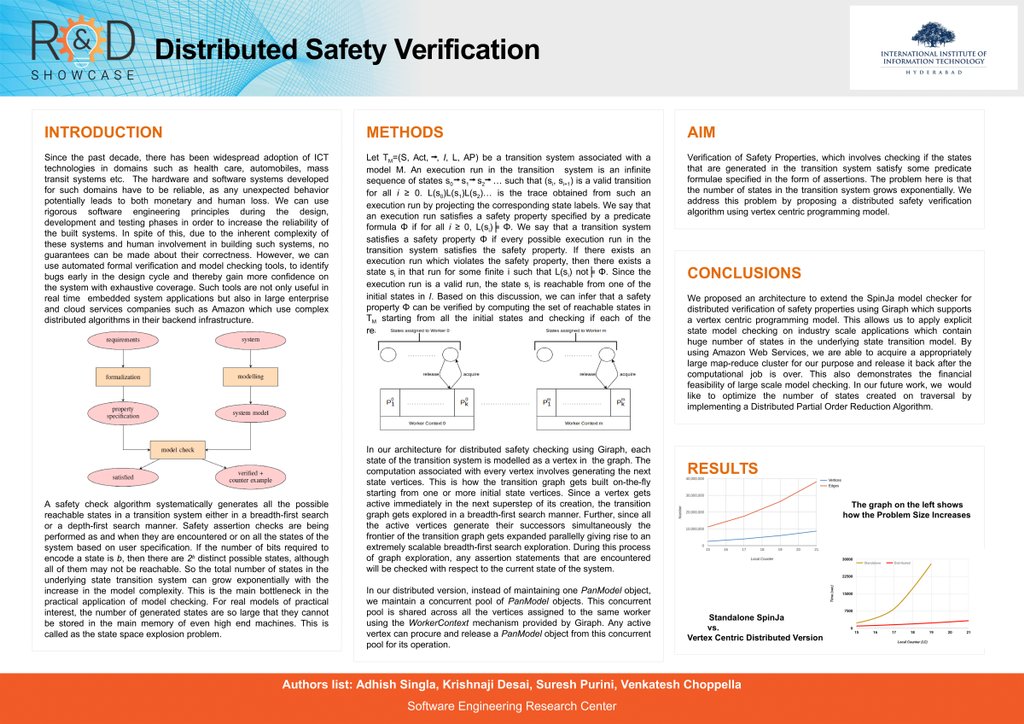 R&D
SHOWCASE
Distributed Safety Verification
INTERNATIONAL INSTITUTE OF
INFORMATION TECHNOLOGY
HYDERABAD
INTRODUCTION
Since the past decade, there has been widespread adoption of ICT
technologies in domains such as health care, automobiles, mass
transit systems etc. The hardware and software systems developed
for such domains have to be reliable, as any unexpected behavior
potentially leads to both monetary and human loss. We can use
rigorous software engineering principles during the design,
development and testing phases in order to increase the reliability of
the built systems. In spite of this, due to the inherent complexity of
these systems and human involvement in building such systems, no
guarantees can be made about their correctness. However, we can
use automated formal verification and model checking tools, to identify
bugs early in the design cycle and thereby gain more confidence on
the system with exhaustive coverage. Such tools are not only useful in
real time embedded system applications but also in large enterprise
and cloud services companies such as Amazon which use complex
distributed algorithms in their backend infrastructure.
requirements
system
formalization
modelling
property
specification
system model
model check
satisfied
verified +
counter example
A safety check algorithm systematically generates all the possible
reachable states in a transition system either in a breadth-first search
or a depth-first search manner. Safety assertion checks are being
performed as and when they are encountered or on all the states of the
system based on user specification. If the number of bits required to
encode a state is b, then there are 2ᵇ distinct possible states, although
all of them may not be reachable. So the total number of states in the
underlying state transition system can grow exponentially with the
increase in the model complexity. This is the main bottleneck in the
practical application of model checking. For real models of practical
interest, the number of generated states are so large that they cannot
be stored in the main memory of even high end machines. This is
called as the state space explosion problem.
METHODS
Let T_M=(S, Act, →, I, L, AP) be a transition system associated with a
model M. An execution run in the transition system is an infinite
sequence of states s₀→s₁→s₂→ … such that (sᵢ, sᵢ₊₁) is a valid transition
for all i ≥ 0. L(s₀)L(s₁)L(s₂)… is the trace obtained from such an
execution run by projecting the corresponding state labels. We say that
an execution run satisfies a safety property specified by a predicate
formula Φ if for all i ≥ 0, L(sᵢ)╞ Φ. We say that a transition system
satisfies a safety property Φ if every possible execution run in the
transition system satisfies the safety property. If there exists an
execution run which violates the safety property, then there exists a
state sᵢ in that run for some finite i such that L(sᵢ) not╞ Φ. Since the
execution run is a valid run, the state sᵢ is reachable from one of the
initial states in I. Based on this discussion, we can infer that a safety
property Φ can be verified by computing the set of reachable states in
T_M starting from all the initial states and checking if each of the
re
States assigned to Worker 0
States assigned to Worker m
release
acquire
release
acquire
P⁰₁ P⁰ₖ Pᵐ₁ Pᵐₖ
Worker Context 0
Worker Context m
In our architecture for distributed safety checking using Giraph, each
state of the transition system is modelled as a vertex in the graph. The
computation associated with every vertex involves generating the next
state vertices. This is how the transition graph gets built on-the-fly
starting from one or more initial state vertices. Since a vertex gets
active immediately in the next superstep of its creation, the transition
graph gets explored in a breadth-first search manner. Further, since all
the active vertices generate their successors simultaneously the
frontier of the transition graph gets expanded parallely giving rise to an
extremely scalable breadth-first search exploration. During this process
of graph exploration, any assertion statements that are encountered
will be checked with respect to the current state of the system.
In our distributed version, instead of maintaining one PanModel object,
we maintain a concurrent pool of PanModel objects. This concurrent
pool is shared across all the vertices assigned to the same worker
using the WorkerContext mechanism provided by Giraph. Any active
vertex can procure and release a PanModel object from this concurrent
pool for its operation.
AIM
Verification of Safety Properties, which involves checking if the states
that are generated in the transition system satisfy some predicate
formulae specified in the form of assertions. The problem here is that
the number of states in the transition system grows exponentially. We
address this problem by proposing a distributed safety verification
algorithm using vertex centric programming model.
CONCLUSIONS
We proposed an architecture to extend the SpinJa model checker for
distributed verification of safety properties using Giraph which supports
a vertex centric programming model. This allows us to apply explicit
state model checking on industry scale applications which contain
huge number of states in the underlying state transition model. By
using Amazon Web Services, we are able to acquire a appropriately
large map-reduce cluster for our purpose and release it back after the
computational job is over. This also demonstrates the financial
feasibility of large scale model checking. In our future work, we would
like to optimize the number of states created on traversal by
implementing a Distributed Partial Order Reduction Algorithm.
RESULTS
40,000,000
30,000,000
20,000,000
10,000,000
0
Number
15 16 17 18 19 20 21
Local Counter
Vertices
Edges
The graph on the left shows
how the Problem Size Increases
Standalone SpinJa
vs.
Vertex Centric Distributed Version
30000
22500
15000
7500
0
Time (sec)
Standalone Distributed
15 16 17 18 19 20 21
Local Counter (LC)
Authors list: Adhish Singla, Krishnaji Desai, Suresh Purini, Venkatesh Choppella
Software Engineering Research Center